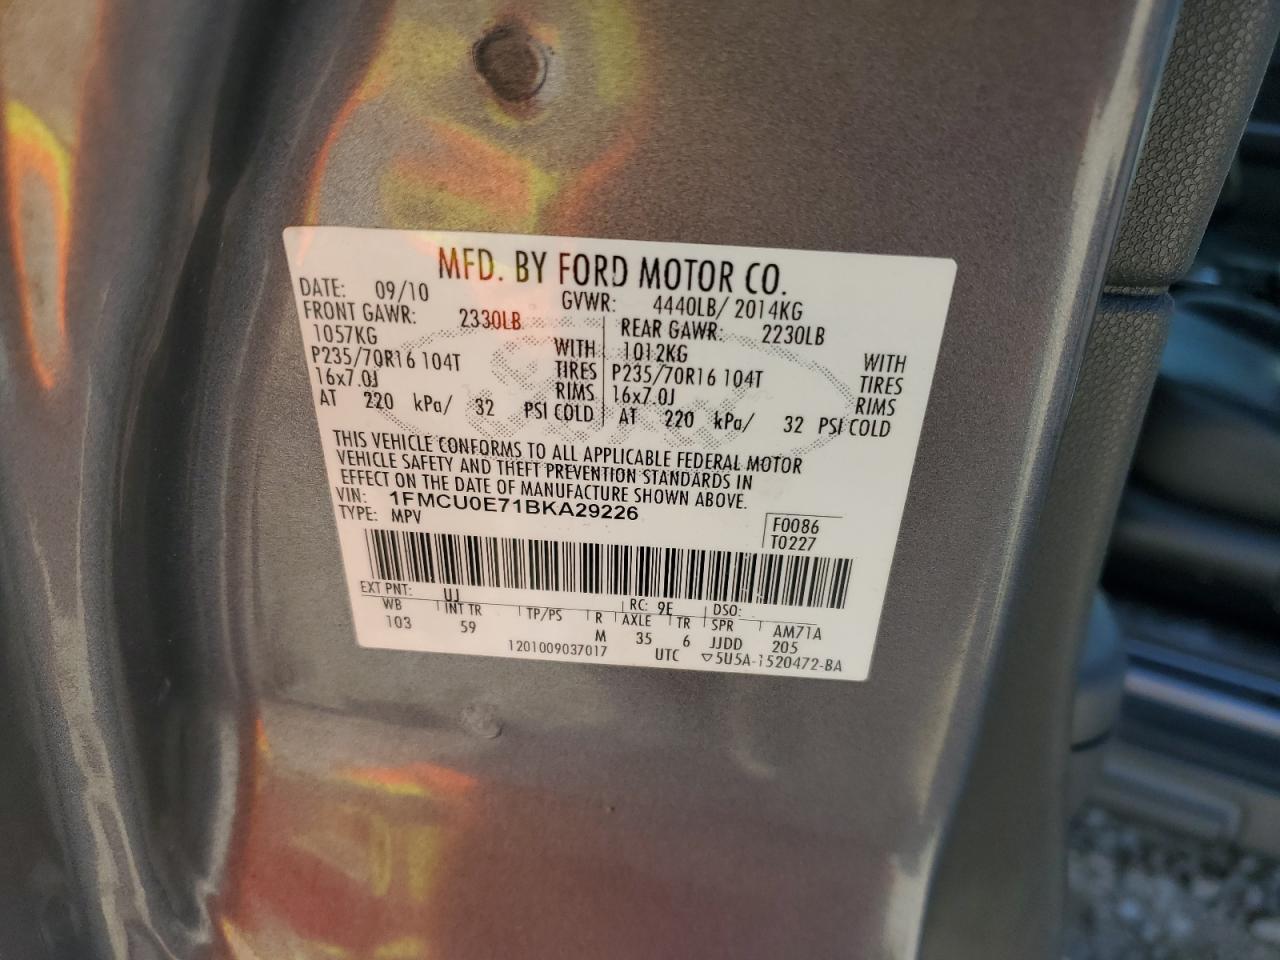 MFD. BY FORD MOTOR CO.
DATE: 09/10 GVWR: 4440LB/ 2014KG
FRONT GAWR: 2330LB REAR GAWR: 2230LB
1057KG WITH 1012KG WITH
P235/70R16 104T TIRES P235/70R16 104T TIRES
16x7.0J RIMS 16x7.0J RIMS
AT 220 kPa/ 32 PSI COLD AT 220 kPa/ 32 PSI COLD
THIS VEHICLE CONFORMS TO ALL APPLICABLE FEDERAL MOTOR
VEHICLE SAFETY AND THEFT PREVENTION STANDARDS IN
EFFECT ON THE DATE OF MANUFACTURE SHOWN ABOVE.
VIN: 1FMCU0E71BKA29226
TYPE: MPV
F0086
T0227
EXT PNT: UJ RC: 9E DSO:
WB INT TR TP/PS R AXLE TR SPR AM71A
103 59 M 35 6 JJDD 205
1201009037017 UTC ▽5U5A-1520472-BA